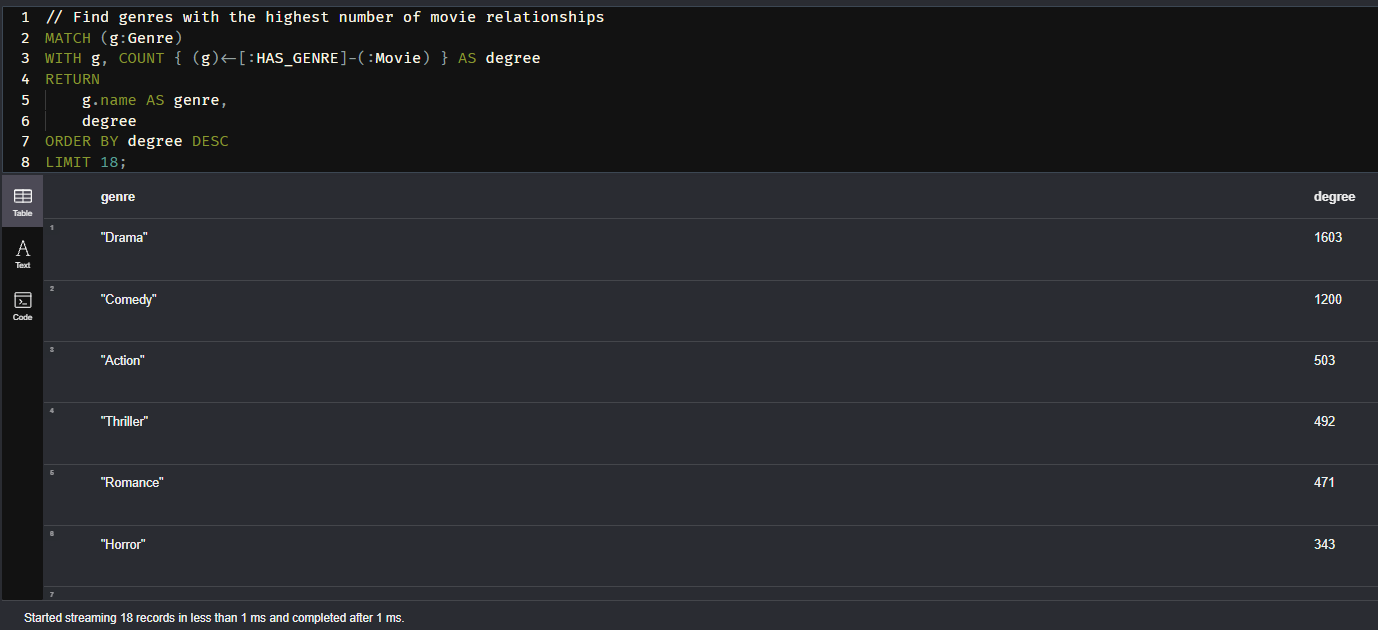 1 // Find genres with the highest number of movie relationships
2 MATCH (g:Genre)
3 WITH g, COUNT { (g)<-[:HAS_GENRE]-(:Movie) } AS degree
4 RETURN
5 g.name AS genre,
6 degree
7 ORDER BY degree DESC
8 LIMIT 18;
Table
Text
Code
genre degree
1 "Drama" 1603
2 "Comedy" 1200
3 "Action" 503
4 "Thriller" 492
5 "Romance" 471
6 "Horror" 343
7
Started streaming 18 records in less than 1 ms and completed after 1 ms.